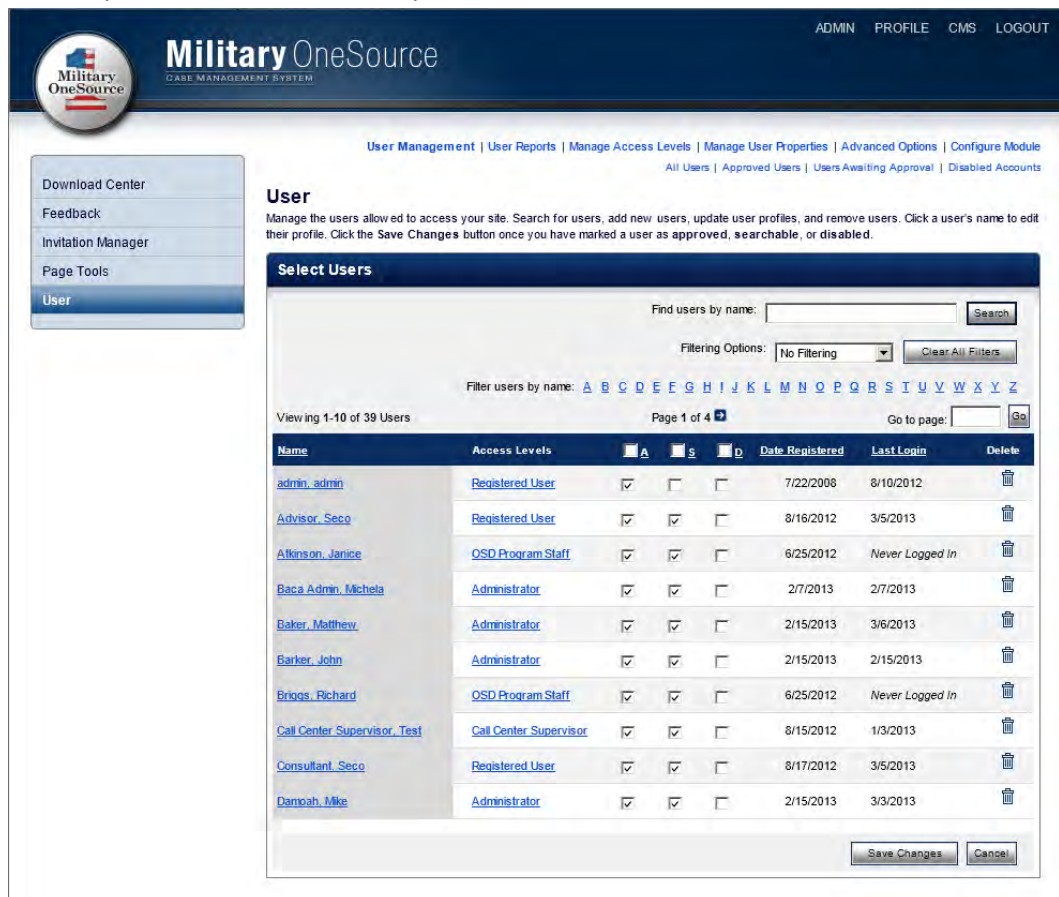 ADMIN PROFILE CMS LOGOUT
Military OneSource
CASE MANAGEMENT SYSTEM
Military
OneSource
User Management | User Reports | Manage Access Levels | Manage User Properties | Advanced Options | Configure Module
All Users | Approved Users | Users Awaiting Approval | Disabled Accounts
Download Center
Feedback
Invitation Manager
Page Tools
User
User
Manage the users allowed to access your site. Search for users, add new users, update user profiles, and remove users. Click a user's name to edit
their profile. Click the Save Changes button once you have marked a user as approved, searchable, or disabled.
Select Users
Find users by name: Search
Filtering Options: No Filtering Clear All Filters
Filter users by name: A B C D E F G H I J K L M N O P Q R S T U V W X Y Z
Viewing 1-10 of 39 Users Page 1 of 4 Go to page: Go
Name Access Levels A S D Date Registered Last Login Delete
admin, admin Registered User 7/22/2008 8/10/2012
Advisor, Seco Registered User 8/16/2012 3/5/2013
Atkinson, Janice OSD Program Staff 6/25/2012 Never Logged In
Baca Admin, Michela Administrator 2/7/2013 2/7/2013
Baker, Matthew Administrator 2/15/2013 3/6/2013
Barker, John Administrator 2/15/2013 2/15/2013
Briggs, Richard OSD Program Staff 6/25/2012 Never Logged In
Call Center Supervisor, Test Call Center Supervisor 8/15/2012 1/3/2013
Consultant, Seco Registered User 8/17/2012 3/5/2013
Damoah, Mike Administrator 2/15/2013 3/3/2013
Save Changes Cancel